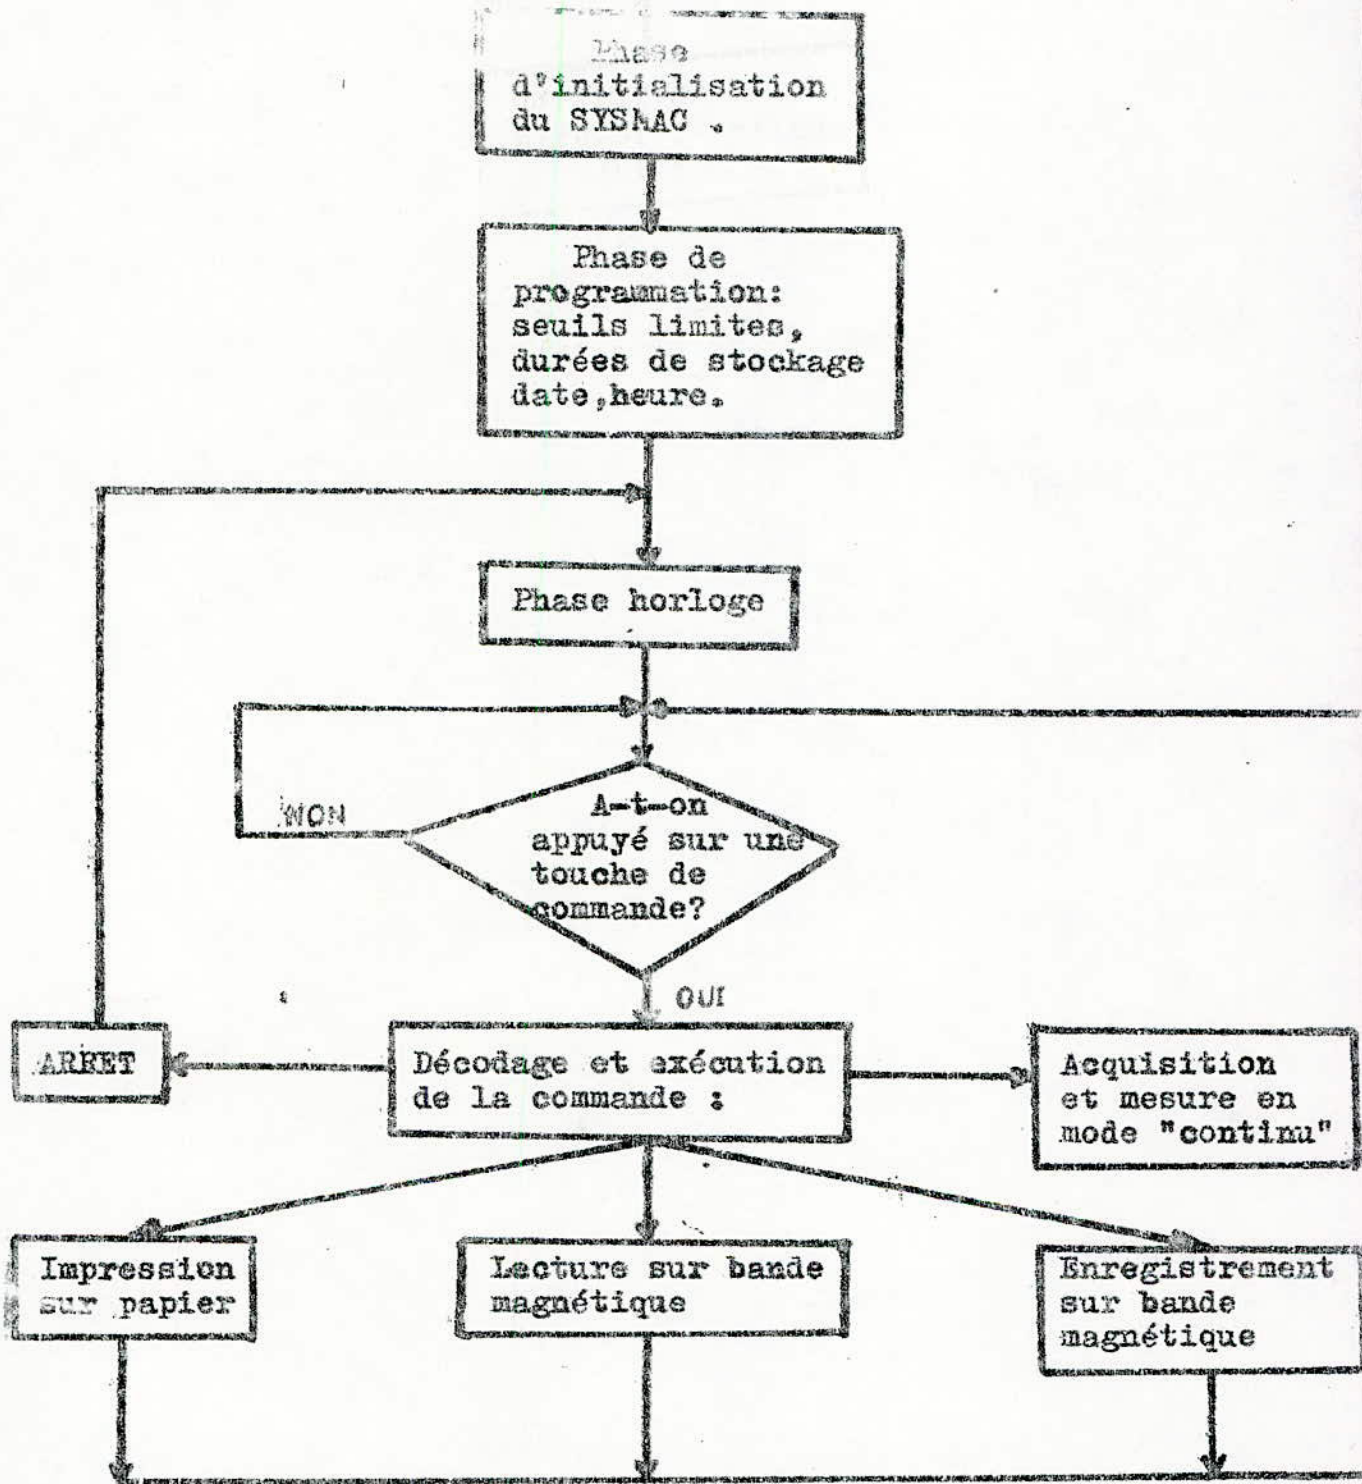 Phase
d'initialisation
du SYSMAC .
Phase de
programmation:
seuils limites,
durées de stockage
date,heure.
Phase horloge
NON
A-t-on
appuyé sur une
touche de
commande?
OUI
ARRET
Décodage et exécution
de la commande :
Acquisition
et mesure en
mode "continu"
Impression
sur papier
Lecture sur bande
magnétique
Enregistrement
sur bande
magnétique